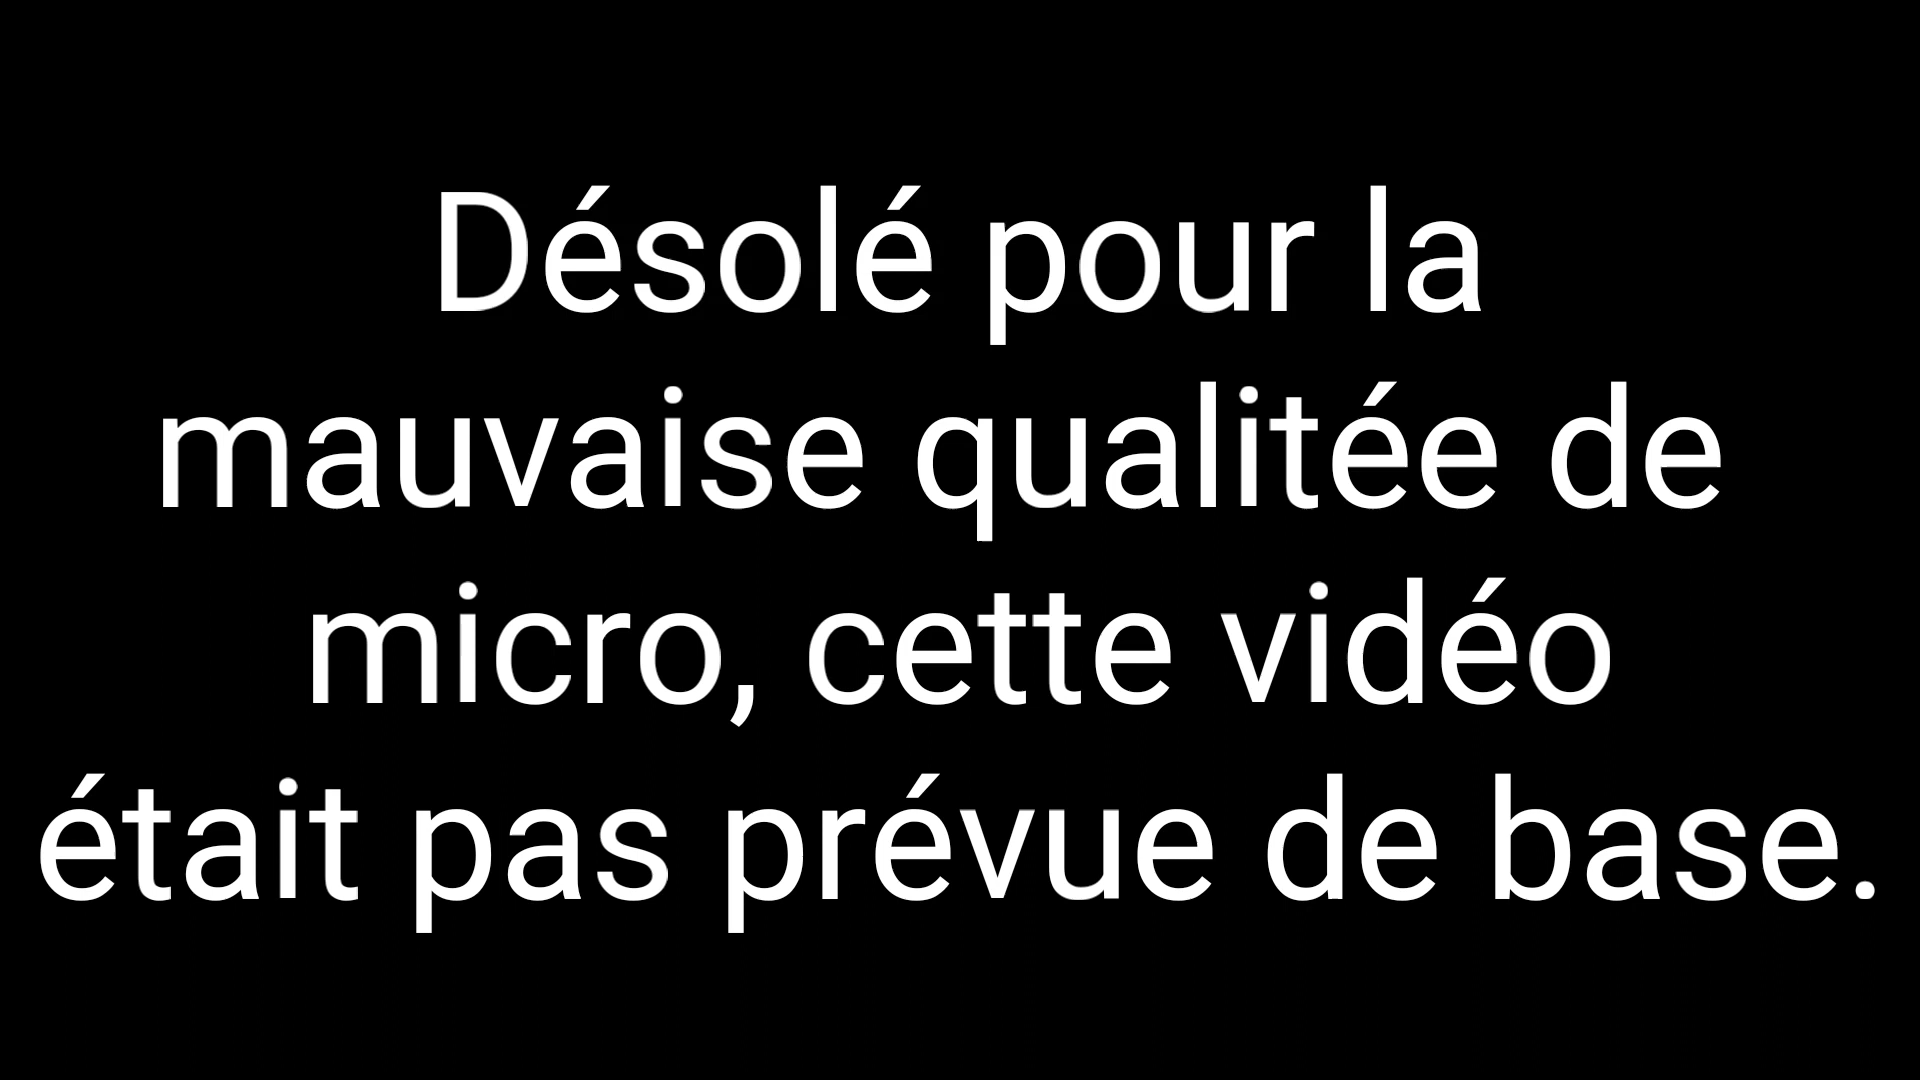 Désolé pour la
mauvaise qualitée de
micro, cette vidéo
était pas prévue de base.